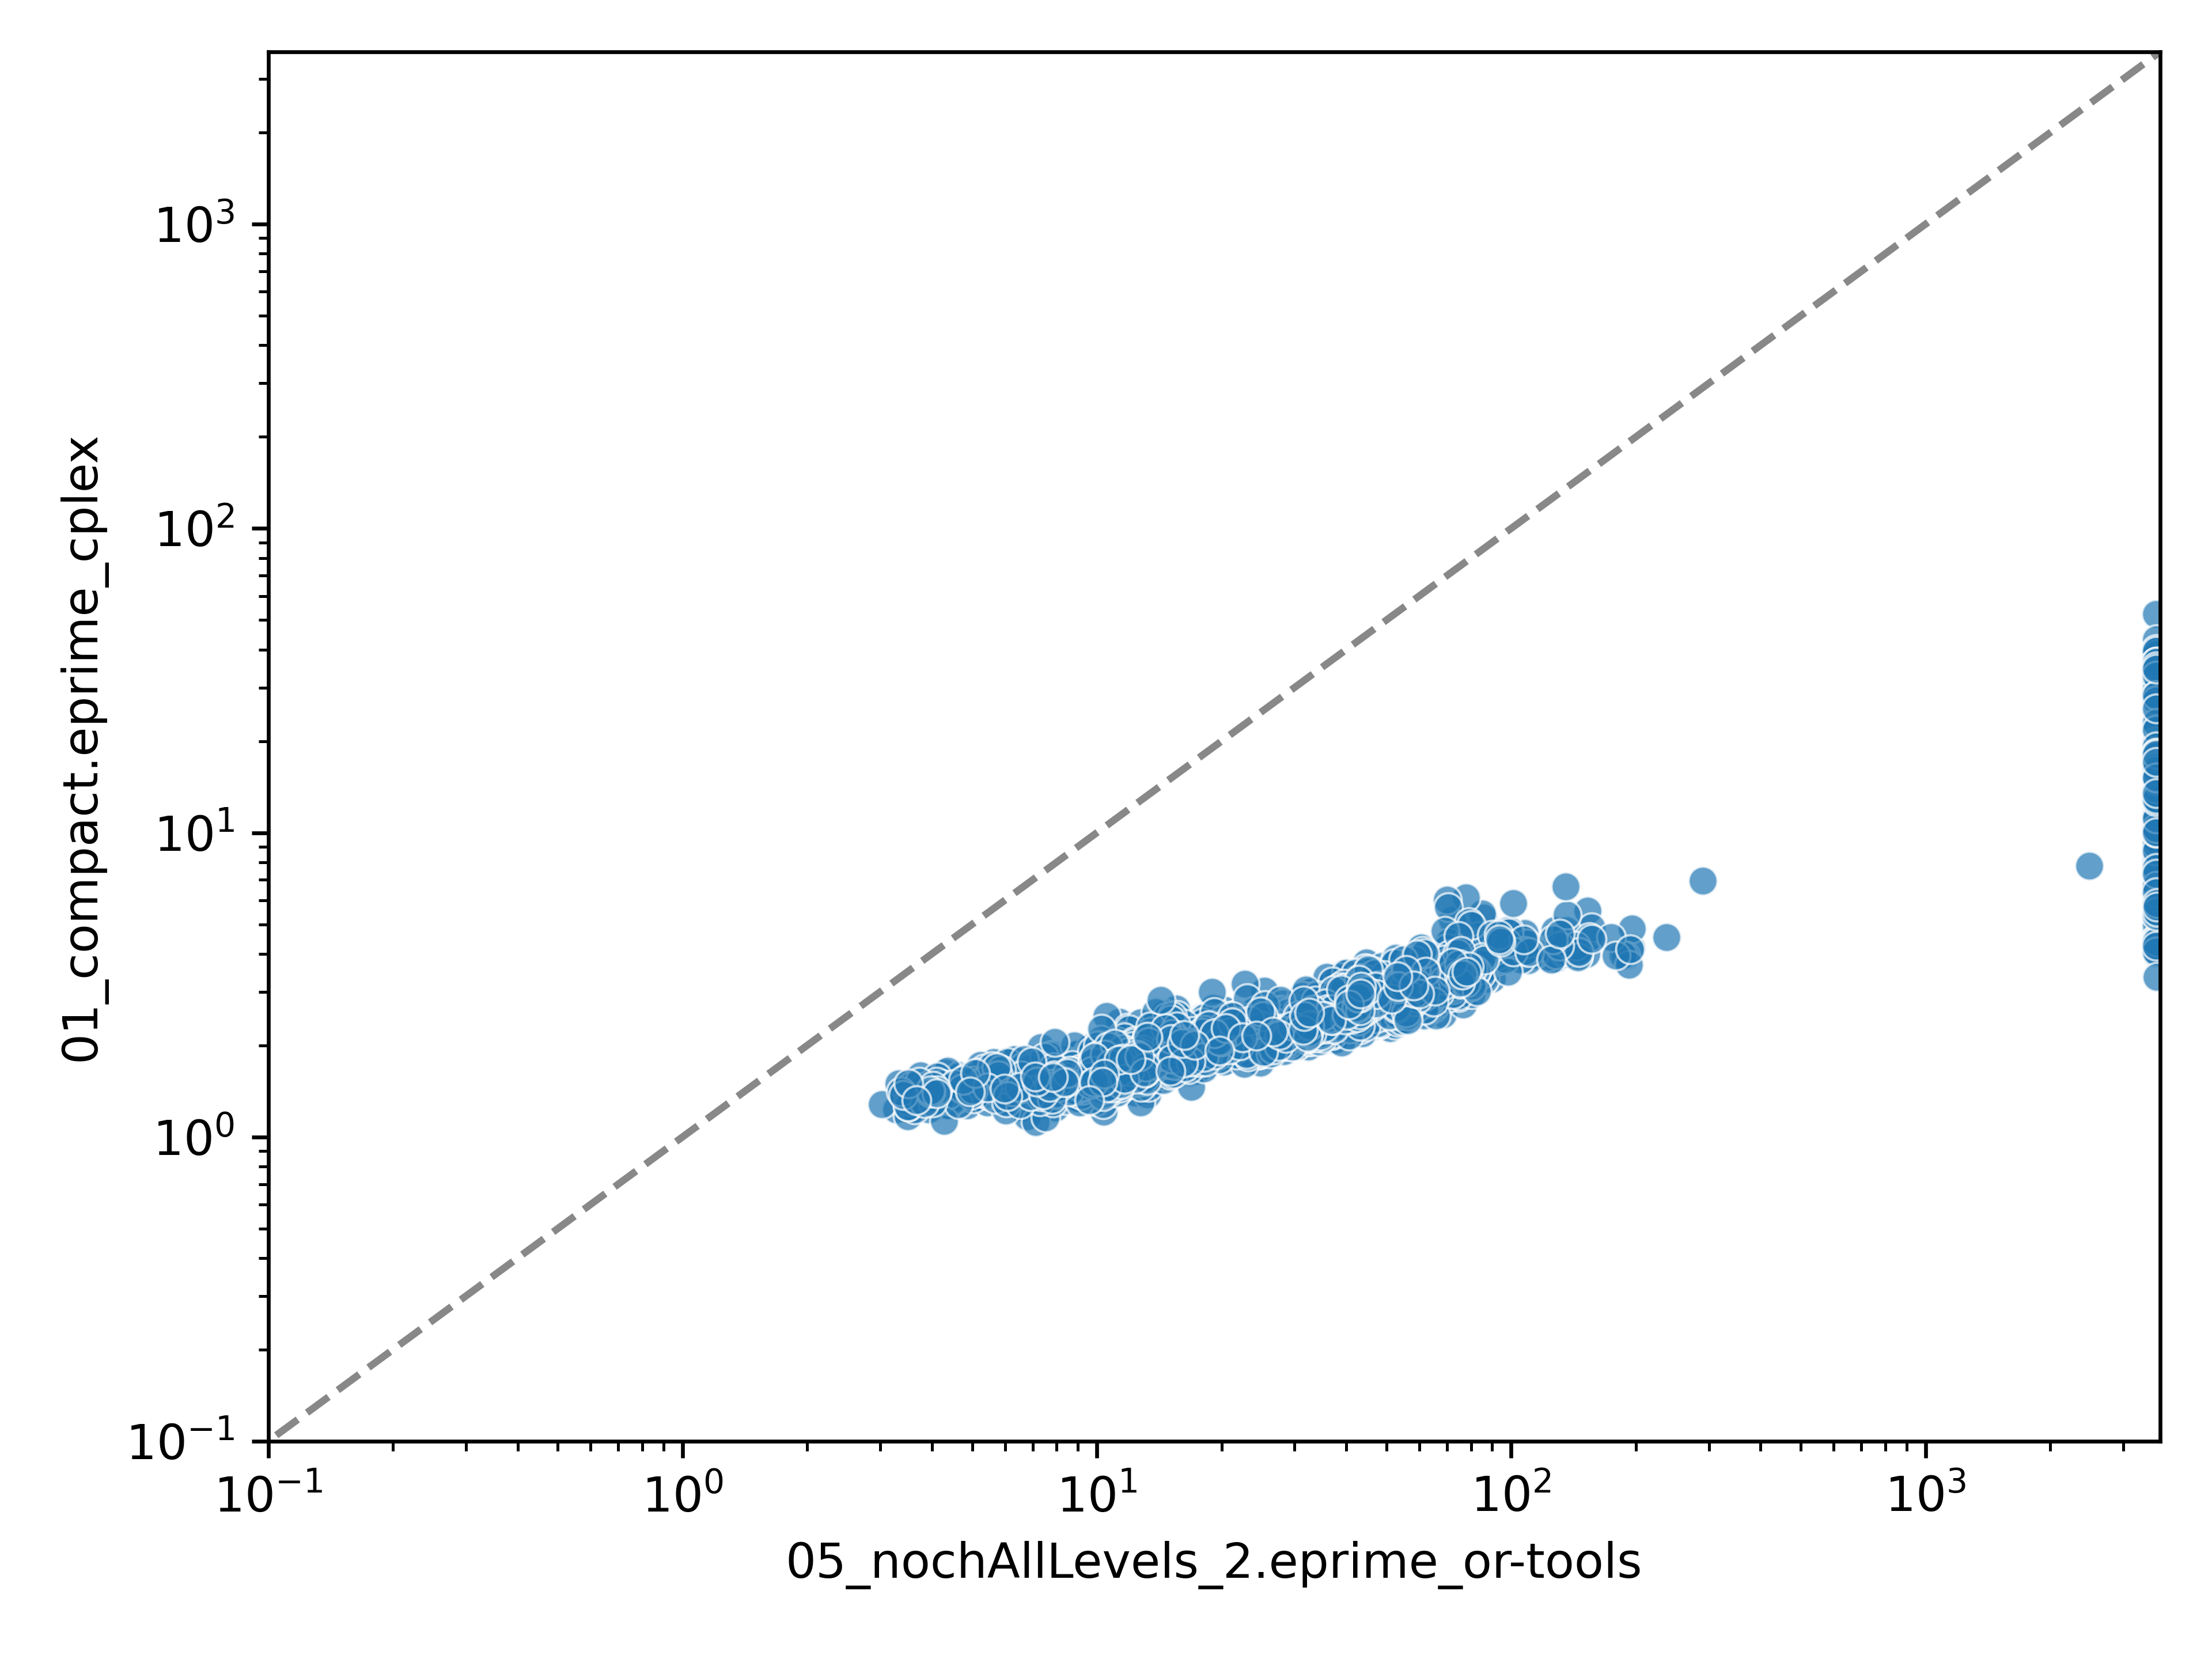 10³
10²
10¹
10⁰
10⁻¹
01_compact.eprime_cplex
10⁻¹ 10⁰ 10¹ 10² 10³
05_nochAllLevels_2.eprime_or-tools